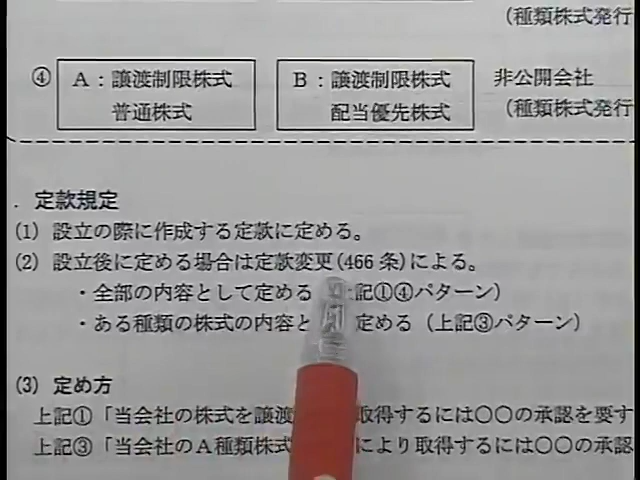 (種類株式発行
④ A：譲渡制限株式 B：譲渡制限株式 非公開会社
普通株式 配当優先株式 (種類株式発行
. 定款規定
(1) 設立の際に作成する定款に定める。
(2) 設立後に定める場合は定款変更(466 条)による。
・全部の内容として定める 上記①④パターン）
・ある種類の株式の内容と 定める（上記③パターン）
(3) 定め方
上記①「当会社の株式を譲渡 取得するには〇〇の承認を要す
上記③「当会社のＡ種類株式 により取得するには〇〇の承認